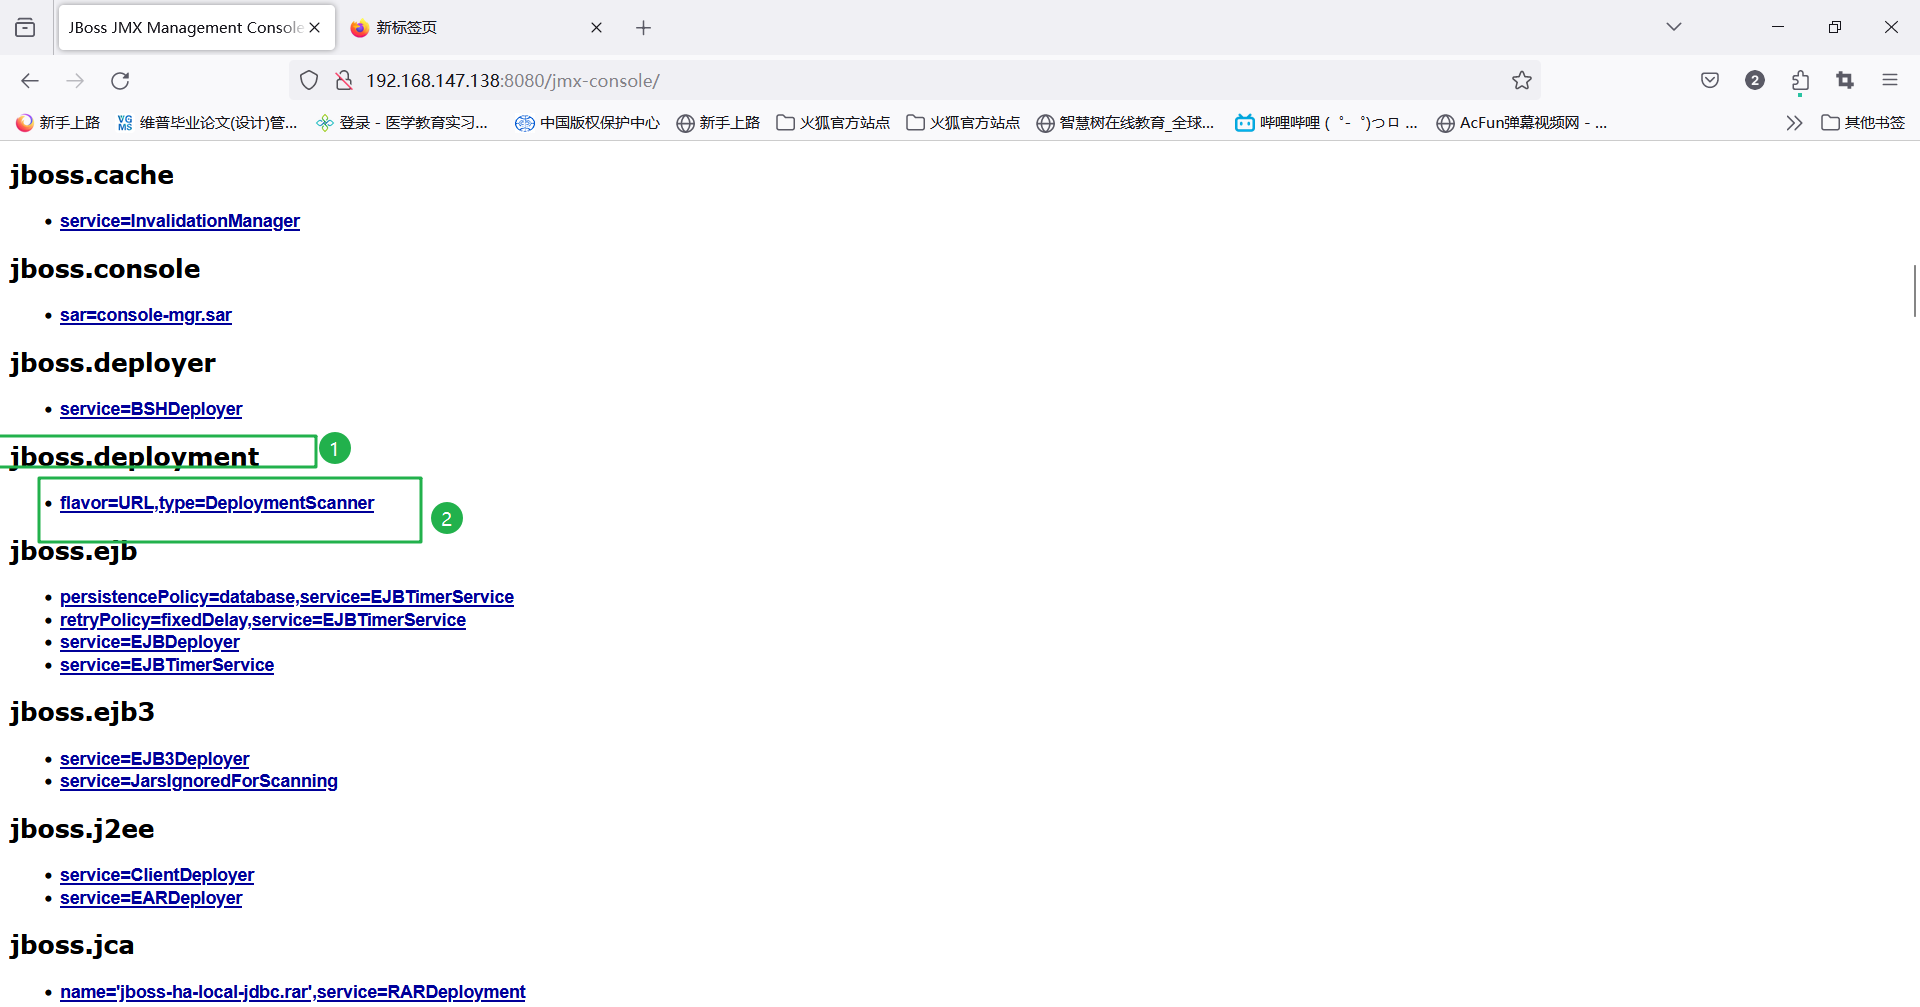 JBoss JMX Management Console
新标签页
192.168.147.138:8080/jmx-console/
2
新手上路
维普毕业论文(设计)管...
登录 - 医学教育实习...
中国版权保护中心
新手上路
火狐官方站点
火狐官方站点
智慧树在线教育_全球...
哔哩哔哩 ( ゜- ゜)つロ ...
AcFun弹幕视频网 - ...
其他书签
jboss.cache
service=InvalidationManager
jboss.console
sar=console-mgr.sar
jboss.deployer
service=BSHDeployer
jboss.deployment
1
flavor=URL,type=DeploymentScanner
2
jboss.ejb
persistencePolicy=database,service=EJBTimerService
retryPolicy=fixedDelay,service=EJBTimerService
service=EJBDeployer
service=EJBTimerService
jboss.ejb3
service=EJB3Deployer
service=JarsIgnoredForScanning
jboss.j2ee
service=ClientDeployer
service=EARDeployer
jboss.jca
name='jboss-ha-local-jdbc.rar',service=RARDeployment